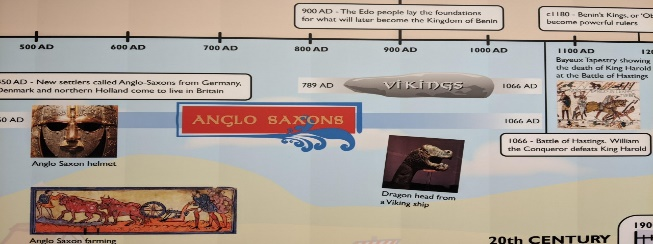 900 AD - The Edo people lay the foundations
for what will later become the Kingdom of Benin
c1180 - Benin's Kings, or
become powerful rulers
500 AD
600 AD
700 AD
800 AD
900 AD
1000 AD
1100 AD
Bayeux Tapestry showing
the death of King Harold
at the Battle of Hastings
AD - New settlers called Anglo-Saxons from Germany,
Denmark and northern Holland come to live in Britain
789 AD
VIKINGS
1066 AD
AD
ANGLO SAXONS
1066 AD
1066 - Battle of Hastings. William
the Conqueror defeats King Harold
Anglo Saxon helmet
Dragon head from
a Viking ship
Anglo Saxon farming
20th CENTURY